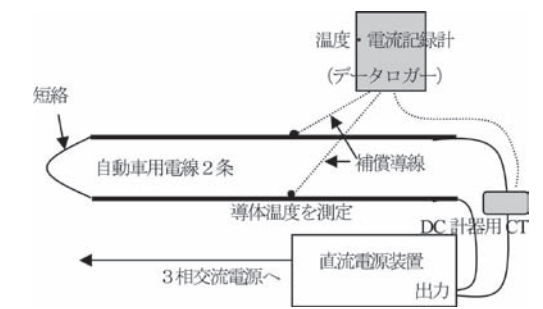 温度・電流記録計
（データロガー）
短絡
自動車用電線２条
補償導線
導体温度を測定
DC 計器用 CT
直流電源装置
３相交流電源へ
出力